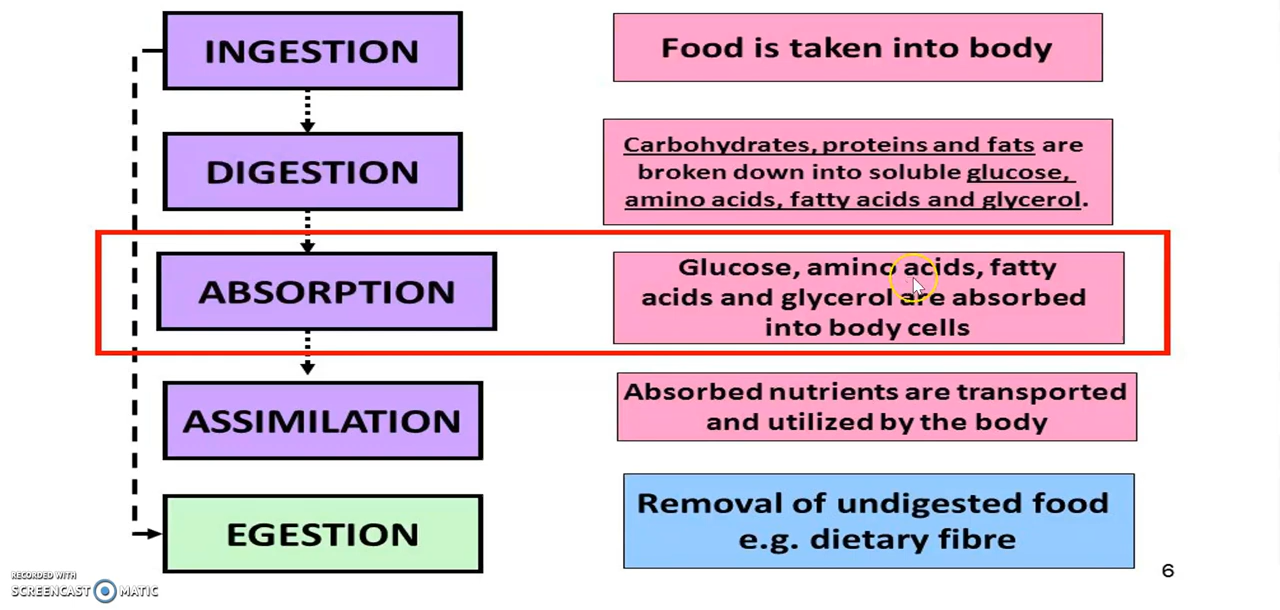 INGESTION
Food is taken into body
DIGESTION
Carbohydrates, proteins and fats are
broken down into soluble glucose,
amino acids, fatty acids and glycerol.
ABSORPTION
Glucose, amino acids, fatty
acids and glycerol are absorbed
into body cells
ASSIMILATION
Absorbed nutrients are transported
and utilized by the body
EGESTION
Removal of undigested food
e.g. dietary fibre
6
RECORDED WITH
SCREENCAST MATIC